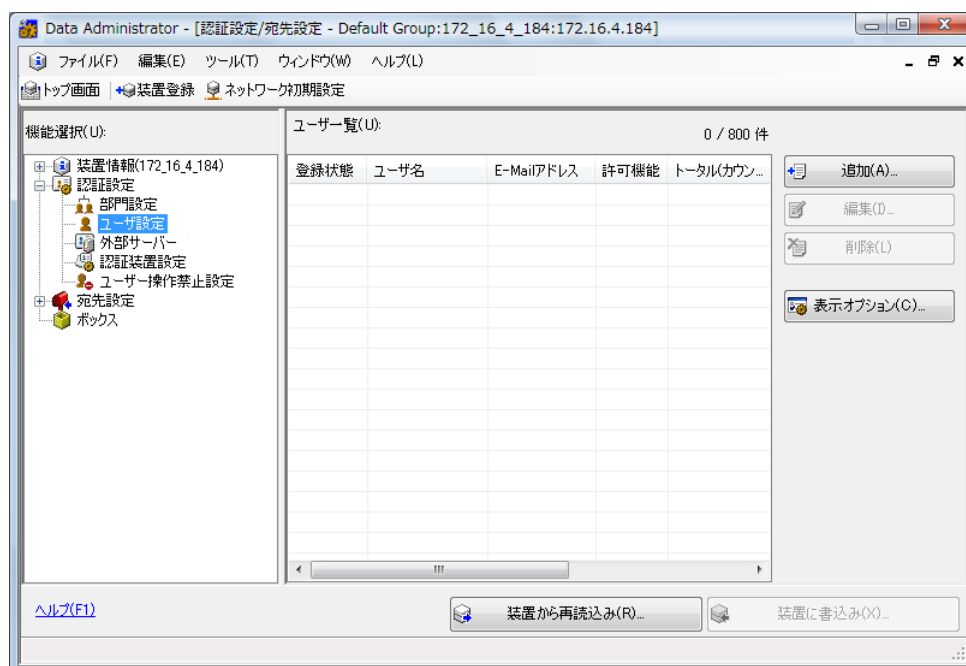 Data Administrator - [認証設定/宛先設定 - Default Group:172_16_4_184:172.16.4.184]
ファイル(F) 編集(E) ツール(T) ウィンドウ(W) ヘルプ(L)
トップ画面 装置登録 ネットワーク初期設定
機能選択(U):
装置情報(172_16_4_184)
認証設定
部門設定
ユーザ設定
外部サーバー
認証装置設定
ユーザー操作禁止設定
宛先設定
ボックス
ユーザー覧(U):
0 / 800 件
登録状態 ユーザ名 E-Mailアドレス 許可機能 トータル(カウン...
追加(A)...
編集(I)...
削除(L)
表示オプション(C)...
ヘルプ(F1)
装置から再読込み(R)...
装置に書込み(X)...